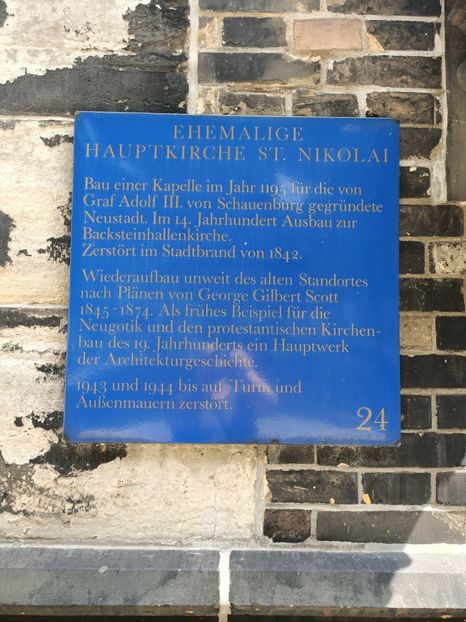 EHEMALIGE
HAUPTKIRCHE ST. NIKOLAI
Bau einer Kapelle im Jahr 1195 für die von
Graf Adolf III. von Schauenburg gegründete
Neustadt. Im 14. Jahrhundert Ausbau zur
Backsteinhallenkirche.
Zerstört im Stadtbrand von 1842.
Wiederaufbau unweit des alten Standortes
nach Plänen von George Gilbert Scott
1845-1874. Als frühes Beispiel für die
Neugotik und den protestantischen Kirchen-
bau des 19. Jahrhunderts ein Hauptwerk
der Architekturgeschichte.
1943 und 1944 bis auf Turm und
Außenmauern zerstört.
24